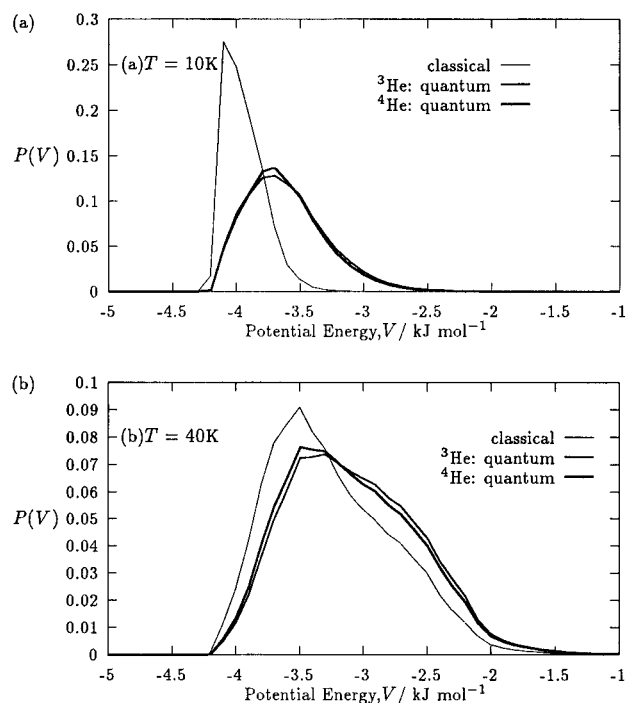 (a)
0.3
(a)T = 10K
classical
³He: quantum
⁴He: quantum
0.25
0.2
P(V)
0.15
0.1
0.05
0
-5 -4.5 -4 -3.5 -3 -2.5 -2 -1.5 -1
Potential Energy,V/ kJ mol⁻¹
(b)
0.1
0.09
(b)T = 40K
classical
³He: quantum
⁴He: quantum
0.08
0.07
0.06
P(V)
0.05
0.04
0.03
0.02
0.01
0
-5 -4.5 -4 -3.5 -3 -2.5 -2 -1.5 -1
Potential Energy,V/ kJ mol⁻¹